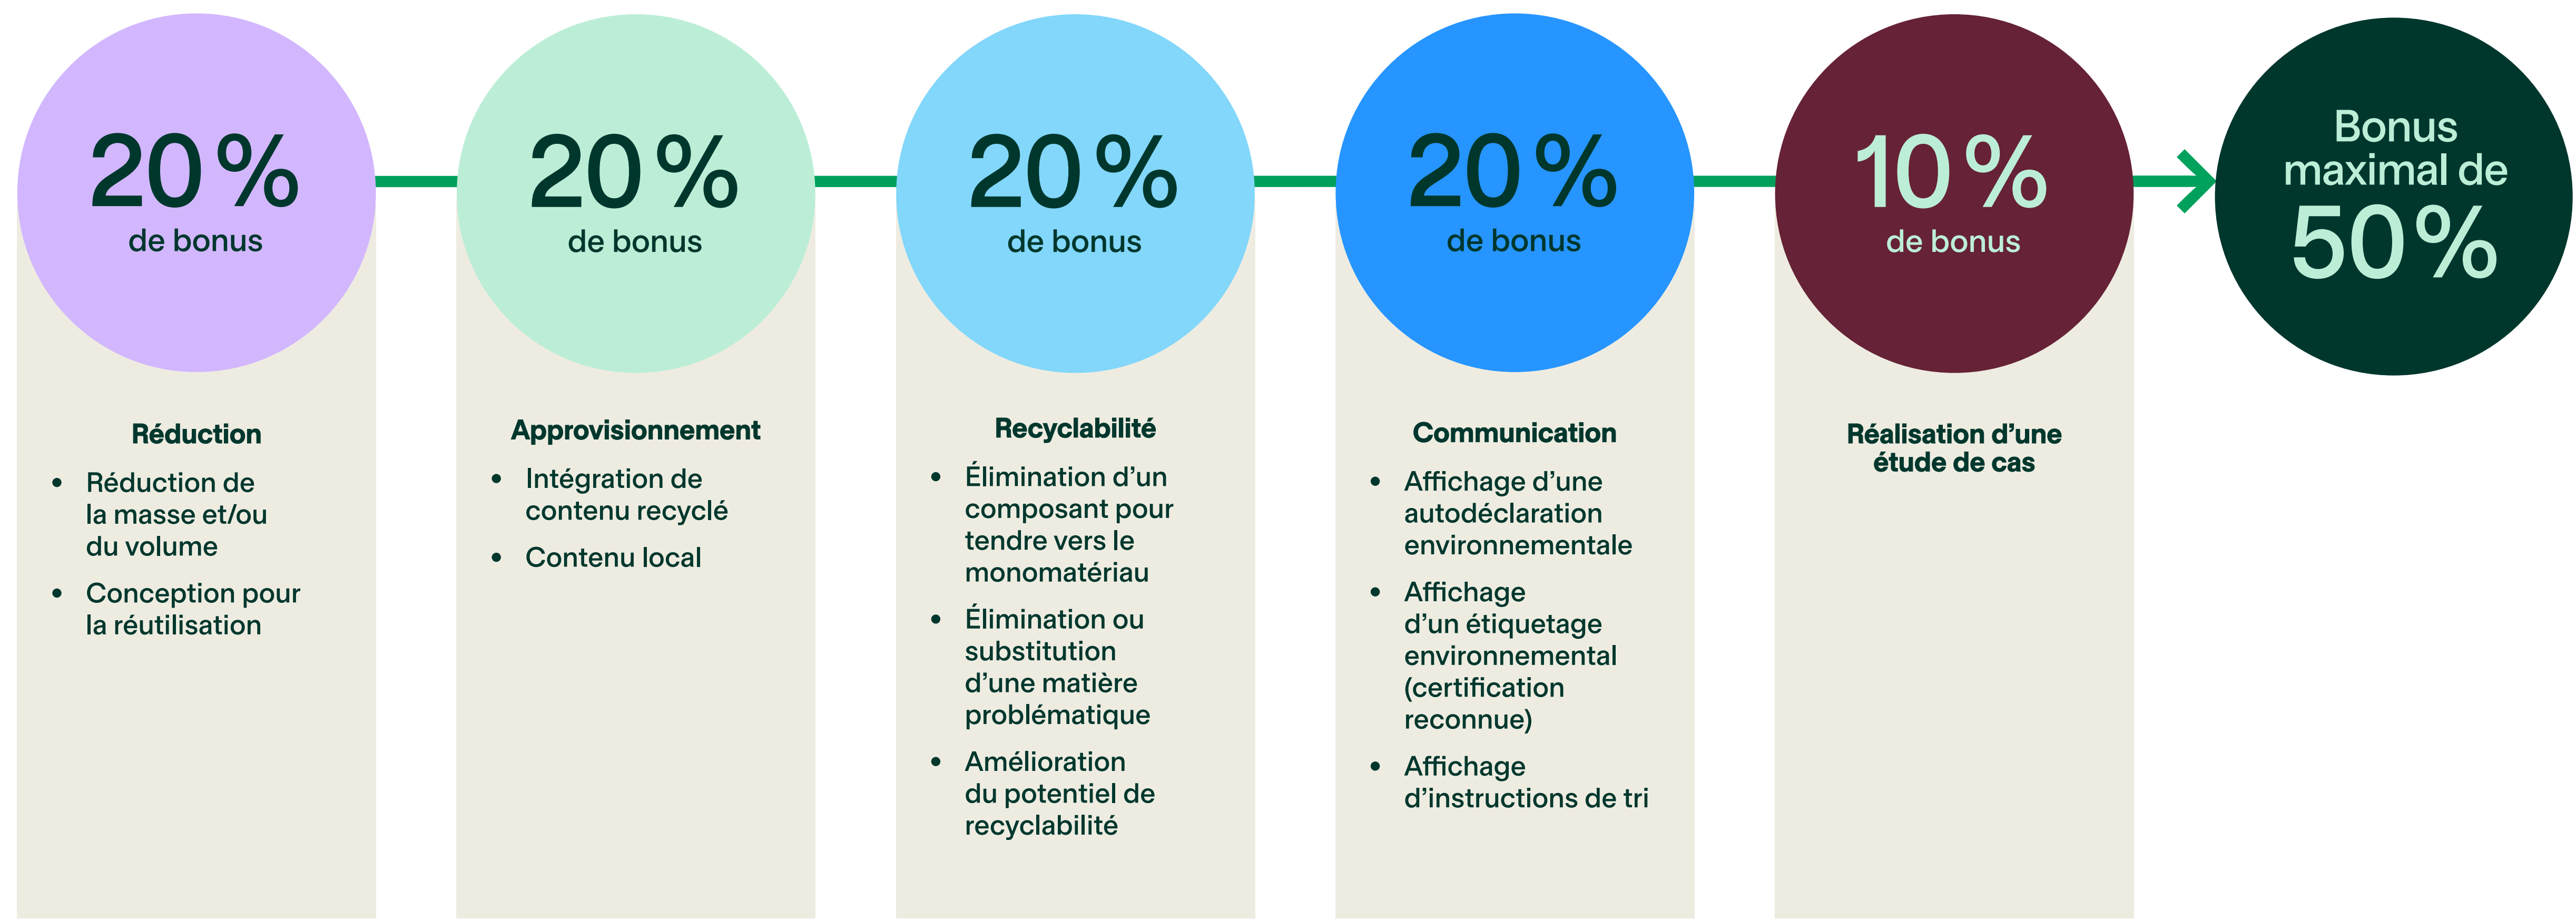 20 %
de bonus
Réduction
• Réduction de
la masse et/ou
du volume
• Conception pour
la réutilisation
20 %
de bonus
Approvisionnement
• Intégration de
contenu recyclé
• Contenu local
20 %
de bonus
Recyclabilité
• Élimination d’un
composant pour
tendre vers le
monomatériau
• Élimination ou
substitution
d’une matière
problématique
• Amélioration
du potentiel de
recyclabilité
20 %
de bonus
Communication
• Affichage d’une
autodéclaration
environnementale
• Affichage
d’un étiquetage
environnemental
(certification
reconnue)
• Affichage
d’instructions de tri
10 %
de bonus
Réalisation d’une
étude de cas
Bonus
maximal de
50 %